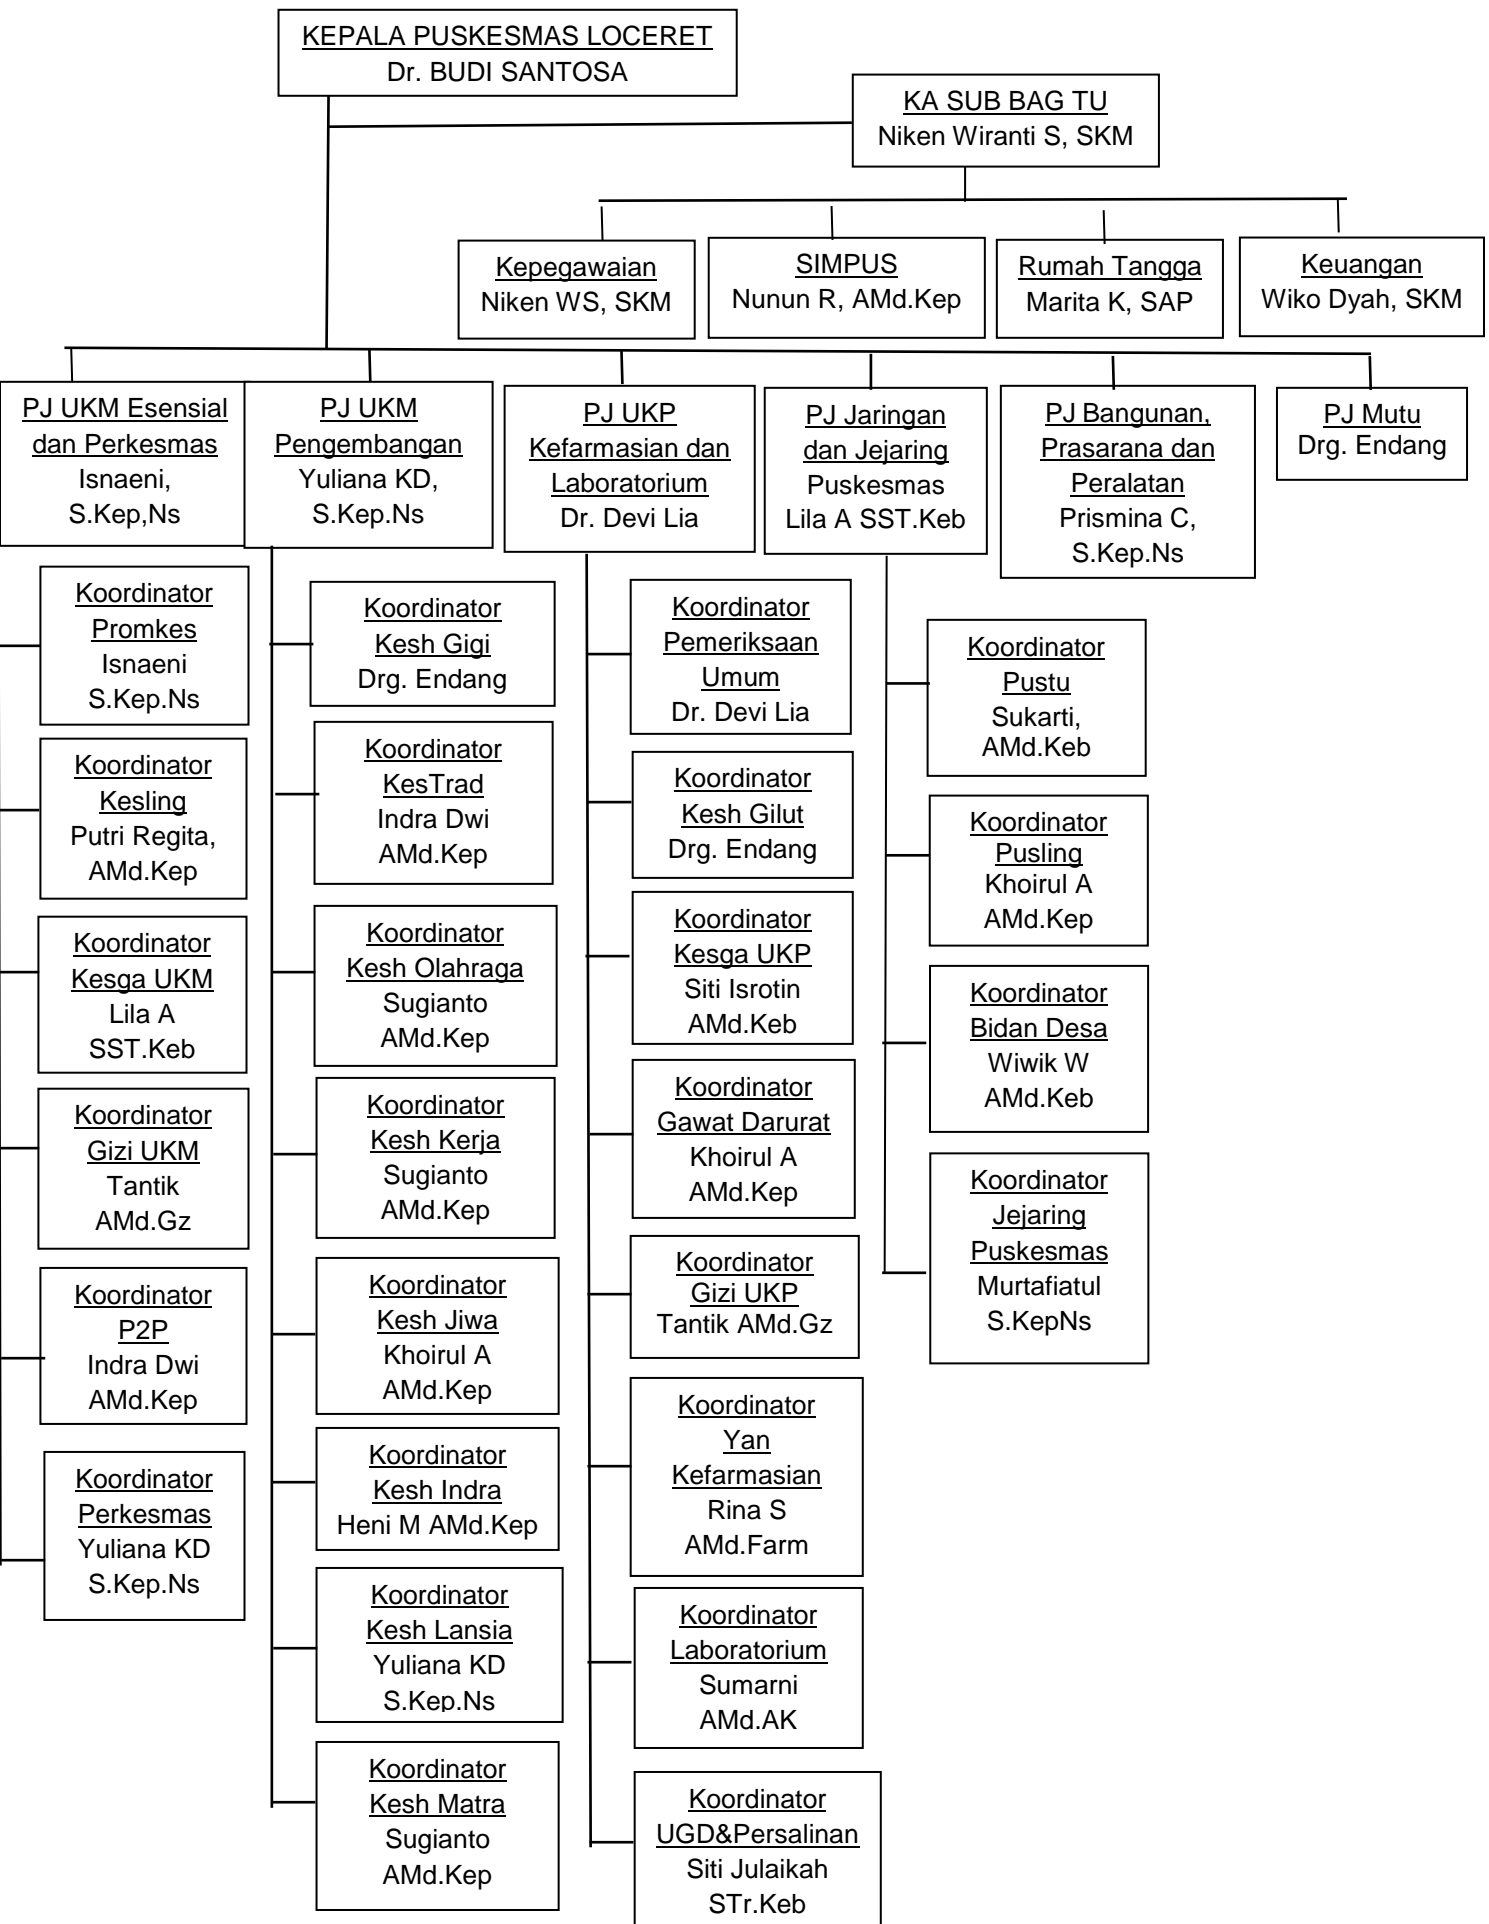 KEPALA PUSKESMAS LOCERET
Dr. BUDI SANTOSA
KA SUB BAG TU
Niken Wiranti S, SKM
Kepegawaian
Niken WS, SKM
SIMPUS
Nunun R, AMd.Kep
Rumah Tangga
Marita K, SAP
Keuangan
Wiko Dyah, SKM
PJ UKM Esensial
dan Perkesmas
Isnaeni,
S.Kep,Ns
PJ UKM
Pengembangan
Yuliana KD,
S.Kep.Ns
PJ UKP
Kefarmasian dan
Laboratorium
Dr. Devi Lia
PJ Jaringan
dan Jejaring
Puskesmas
Lila A SST.Keb
PJ Bangunan,
Prasarana dan
Peralatan
Prismina C,
S.Kep.Ns
PJ Mutu
Drg. Endang
Koordinator
Promkes
Isnaeni
S.Kep.Ns
Koordinator
Kesling
Putri Regita,
AMd.Kep
Koordinator
Kesga UKM
Lila A
SST.Keb
Koordinator
Gizi UKM
Tantik
AMd.Gz
Koordinator
P2P
Indra Dwi
AMd.Kep
Koordinator
Perkesmas
Yuliana KD
S.Kep.Ns
Koordinator
Kesh Gigi
Drg. Endang
Koordinator
KesTrad
Indra Dwi
AMd.Kep
Koordinator
Kesh Olahraga
Sugianto
AMd.Kep
Koordinator
Kesh Kerja
Sugianto
AMd.Kep
Koordinator
Kesh Jiwa
Khoirul A
AMd.Kep
Koordinator
Kesh Indra
Heni M AMd.Kep
Koordinator
Kesh Lansia
Yuliana KD
S.Kep.Ns
Koordinator
Kesh Matra
Sugianto
AMd.Kep
Koordinator
Pemeriksaan
Umum
Dr. Devi Lia
Koordinator
Kesh Gilut
Drg. Endang
Koordinator
Kesga UKP
Siti Isrotin
AMd.Keb
Koordinator
Gawat Darurat
Khoirul A
AMd.Kep
Koordinator
Gizi UKP
Tantik AMd.Gz
Koordinator
Yan
Kefarmasian
Rina S
AMd.Farm
Koordinator
Laboratorium
Sumarni
AMd.AK
Koordinator
UGD&Persalinan
Siti Julaikah
STr.Keb
Koordinator
Pustu
Sukarti,
AMd.Keb
Koordinator
Pusling
Khoirul A
AMd.Kep
Koordinator
Bidan Desa
Wiwik W
AMd.Keb
Koordinator
Jejaring
Puskesmas
Murtafiatul
S.KepNs